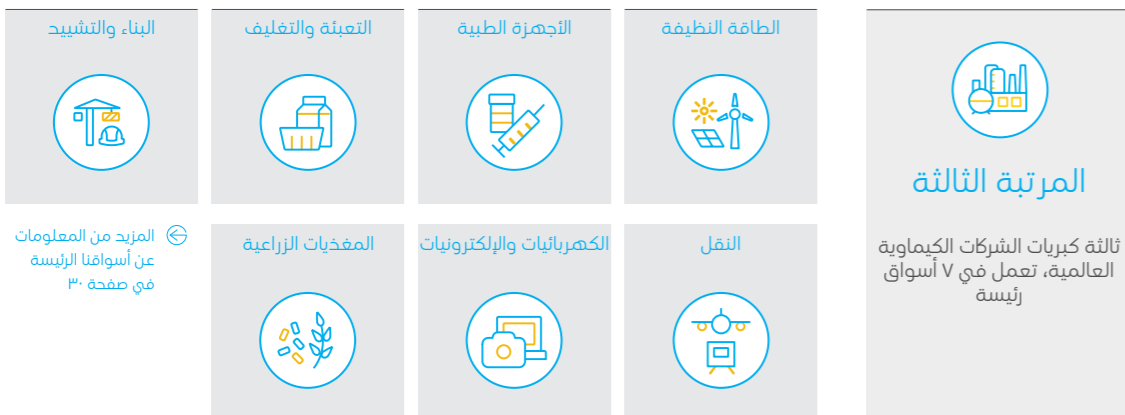 المرتبة الثالثة
ثالثة كبريات الشركات الكيماوية
العالمية، تعمل في ٧ أسواق
رئيسة
الطاقة النظيفة
الأجهزة الطبية
التعبئة والتغليف
البناء والتشييد
النقل
الكهربائيات والإلكترونيات
المغذيات الزراعية
المزيد من المعلومات
عن أسواقنا الرئيسة
في صفحة ٣٠